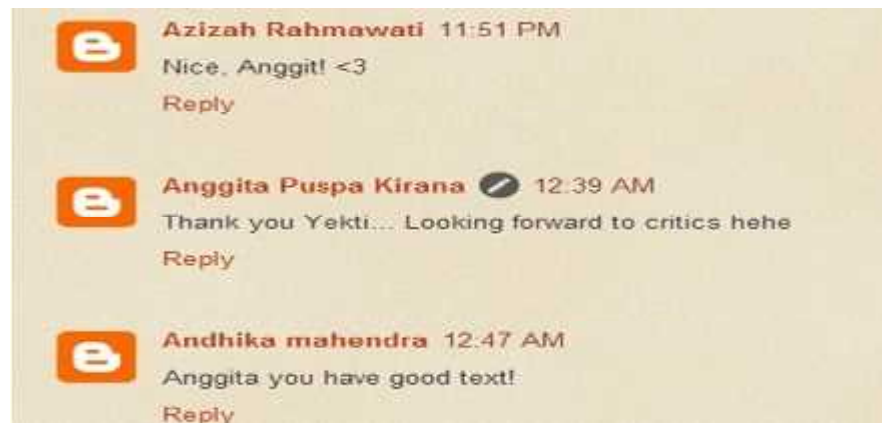 Azizah Rahmawati 11:51 PM
Nice, Anggit! <3
Reply
Anggita Puspa Kirana 12:39 AM
Thank you Yekti... Looking forward to critics hehe
Reply
Andhika mahendra 12:47 AM
Anggita you have good text!
Reply